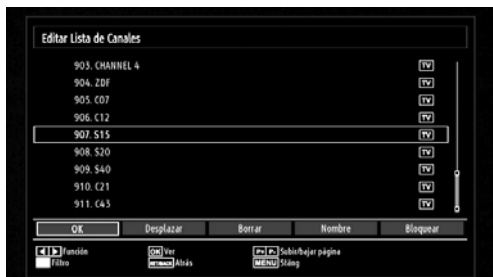 Editar Lista de Canales
903. CHANNEL 4 TV
904. ZDF TV
905. C07 TV
906. C12 TV
907. S15 TV
908. S20 TV
909. S40 TV
910. C21 TV
911. C43 TV
OK Desplazar Borrar Nombre Bloquear
Función OK Ver P+ P- Subir/bajar página
Filtro Atrás MENU Stäng